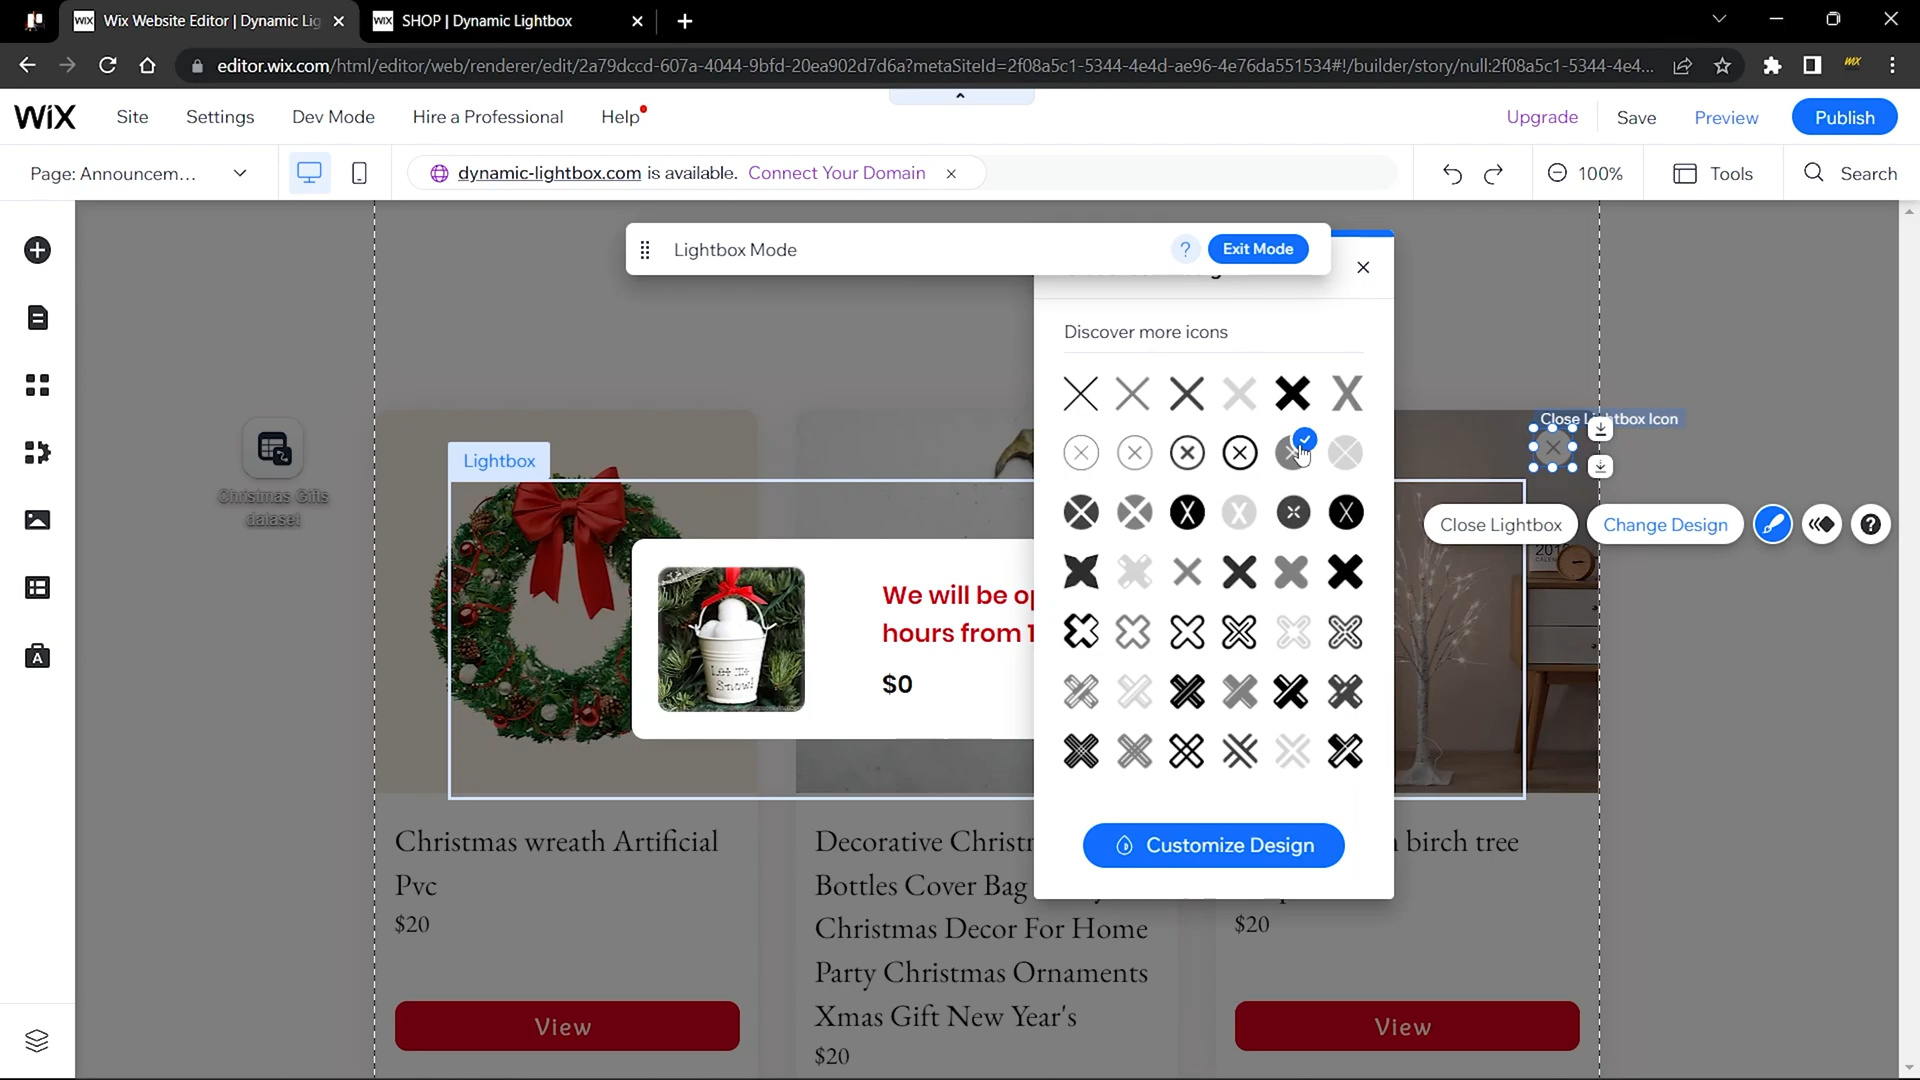 Wix Website Editor | Dynamic Lig
SHOP | Dynamic Lightbox
editor.wix.com/html/editor/web/renderer/edit/2a79dccd-607a-4044-9bfd-20ea902d7d6a?metaSiteId=2f08a5c1-5344-4e4d-ae96-4e76da551534#!/builder/story/null:2f08a5c1-5344-4e4...
WiX Site Settings Dev Mode Hire a Professional Help Upgrade Save Preview Publish
Page: Announcem... dynamic-lightbox.com is available. Connect Your Domain 100% Tools Search
Lightbox Mode ? Exit Mode
Discover more icons
Close Lightbox Icon
Lightbox
Christmas Gifts
dataset
Close Lightbox Change Design
We will be o
hours from 1
$0
Customize Design
Christmas wreath Artificial
Pvc
$20
View
Decorative Christ
Bottles Cover Bag
Christmas Decor For Home
Party Christmas Ornaments
Xmas Gift New Year's
$20
birch tree
$20
View